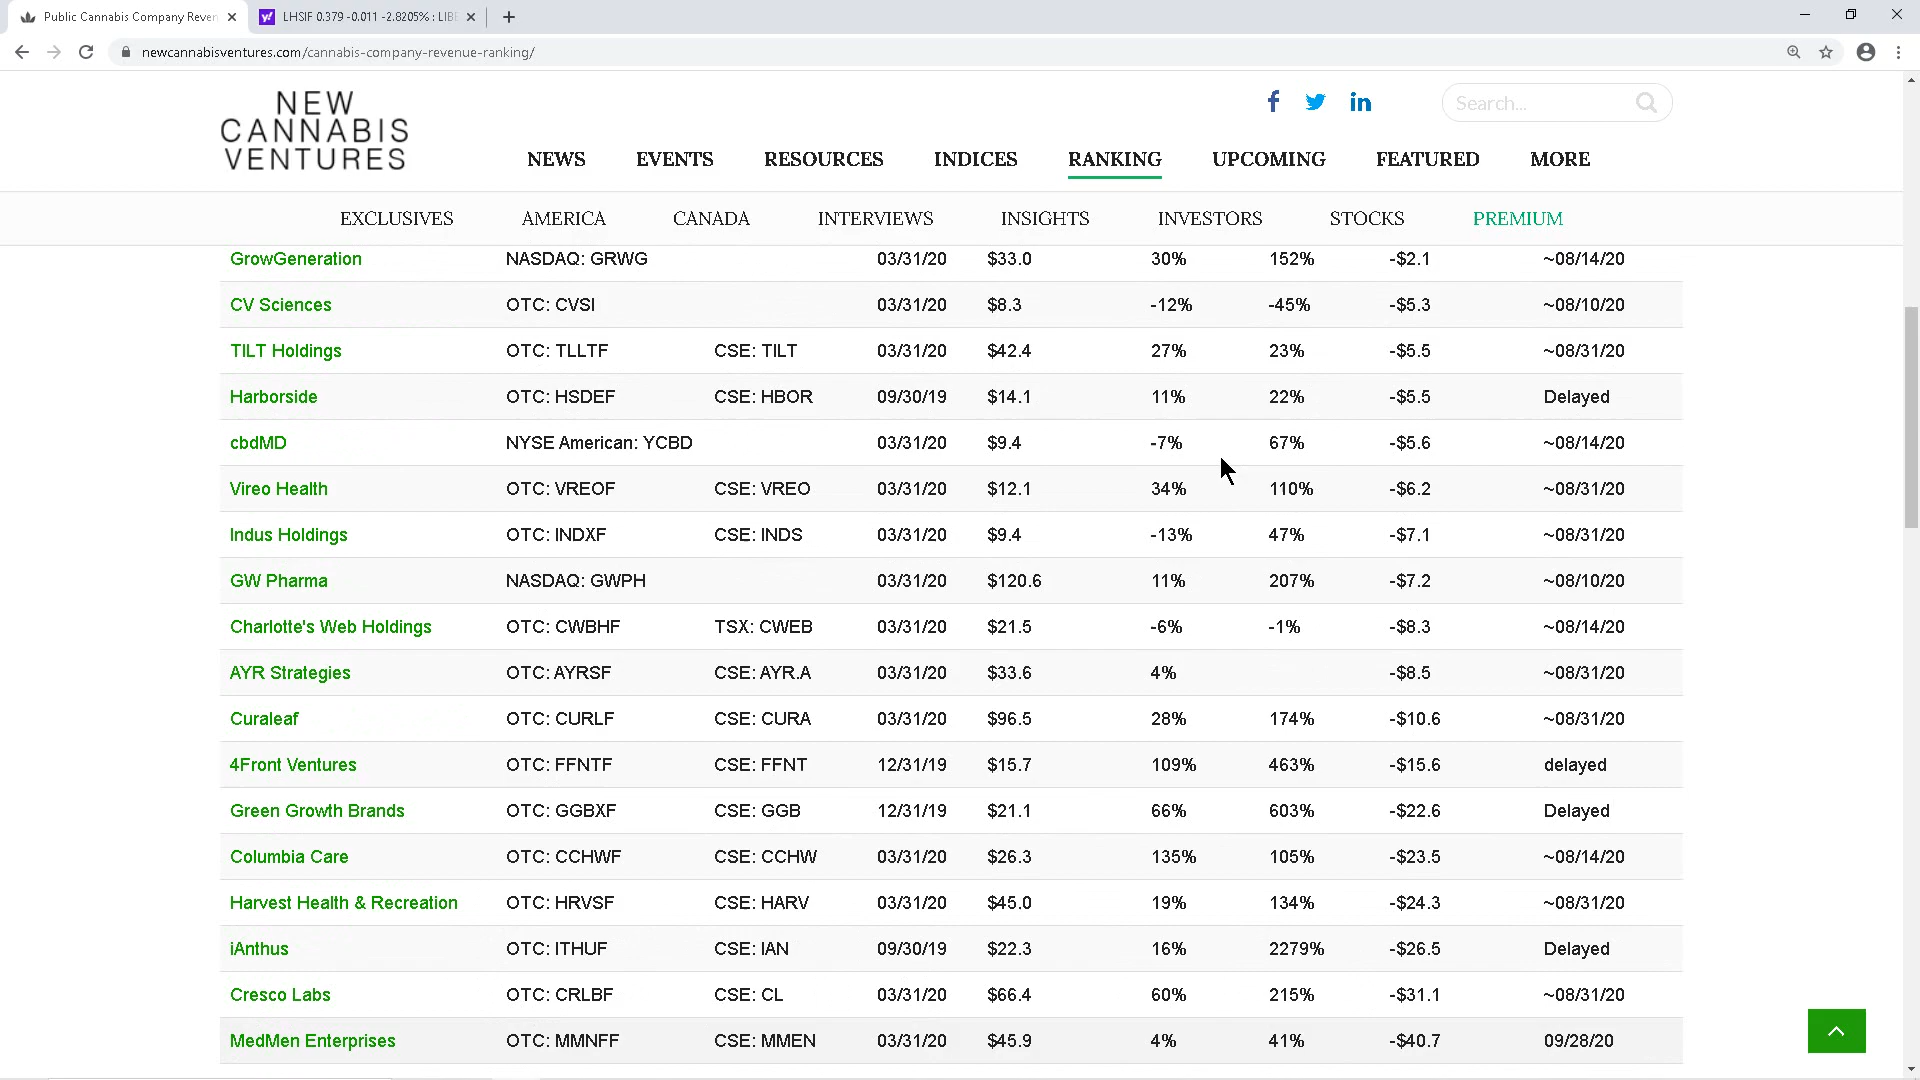 Public Cannabis Company Reven
LHSIF 0.379 -0.011 -2.8205% : LIBE
newcannabisventures.com/cannabis-company-revenue-ranking/
NEW
CANNABIS
VENTURES
Search...
NEWS EVENTS RESOURCES INDICES RANKING UPCOMING FEATURED MORE
EXCLUSIVES AMERICA CANADA INTERVIEWS INSIGHTS INVESTORS STOCKS PREMIUM
GrowGeneration NASDAQ: GRWG 03/31/20 $33.0 30% 152% -$2.1 ~08/14/20
CV Sciences OTC: CVSI 03/31/20 $8.3 -12% -45% -$5.3 ~08/10/20
TILT Holdings OTC: TLLTF CSE: TILT 03/31/20 $42.4 27% 23% -$5.5 ~08/31/20
Harborside OTC: HSDEF CSE: HBOR 09/30/19 $14.1 11% 22% -$5.5 Delayed
cbdMD NYSE American: YCBD 03/31/20 $9.4 -7% 67% -$5.6 ~08/14/20
Vireo Health OTC: VREOF CSE: VREO 03/31/20 $12.1 34% 110% -$6.2 ~08/31/20
Indus Holdings OTC: INDXF CSE: INDS 03/31/20 $9.4 -13% 47% -$7.1 ~08/31/20
GW Pharma NASDAQ: GWPH 03/31/20 $120.6 11% 207% -$7.2 ~08/10/20
Charlotte's Web Holdings OTC: CWBHF TSX: CWEB 03/31/20 $21.5 -6% -1% -$8.3 ~08/14/20
AYR Strategies OTC: AYRSF CSE: AYR.A 03/31/20 $33.6 4% -$8.5 ~08/31/20
Curaleaf OTC: CURLF CSE: CURA 03/31/20 $96.5 28% 174% -$10.6 ~08/31/20
4Front Ventures OTC: FFNTF CSE: FFNT 12/31/19 $15.7 109% 463% -$15.6 delayed
Green Growth Brands OTC: GGBXF CSE: GGB 12/31/19 $21.1 66% 603% -$22.6 Delayed
Columbia Care OTC: CCHWF CSE: CCHW 03/31/20 $26.3 135% 105% -$23.5 ~08/14/20
Harvest Health & Recreation OTC: HRVSF CSE: HARV 03/31/20 $45.0 19% 134% -$24.3 ~08/31/20
iAnthus OTC: ITHUF CSE: IAN 09/30/19 $22.3 16% 2279% -$26.5 Delayed
Cresco Labs OTC: CRLBF CSE: CL 03/31/20 $66.4 60% 215% -$31.1 ~08/31/20
MedMen Enterprises OTC: MMNFF CSE: MMEN 03/31/20 $45.9 4% 41% -$40.7 09/28/20